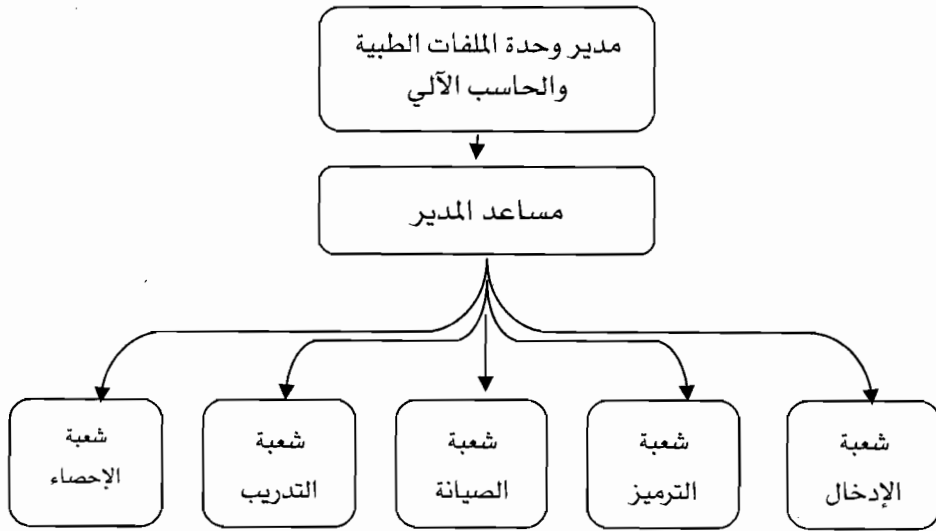 مدير وحدة الملفات الطبية
والحاسب الآلي
مساعد المدير
شعبة
الإدخال
شعبة
الترميز
شعبة
الصيانة
شعبة
التدريب
شعبة
الإحصاء